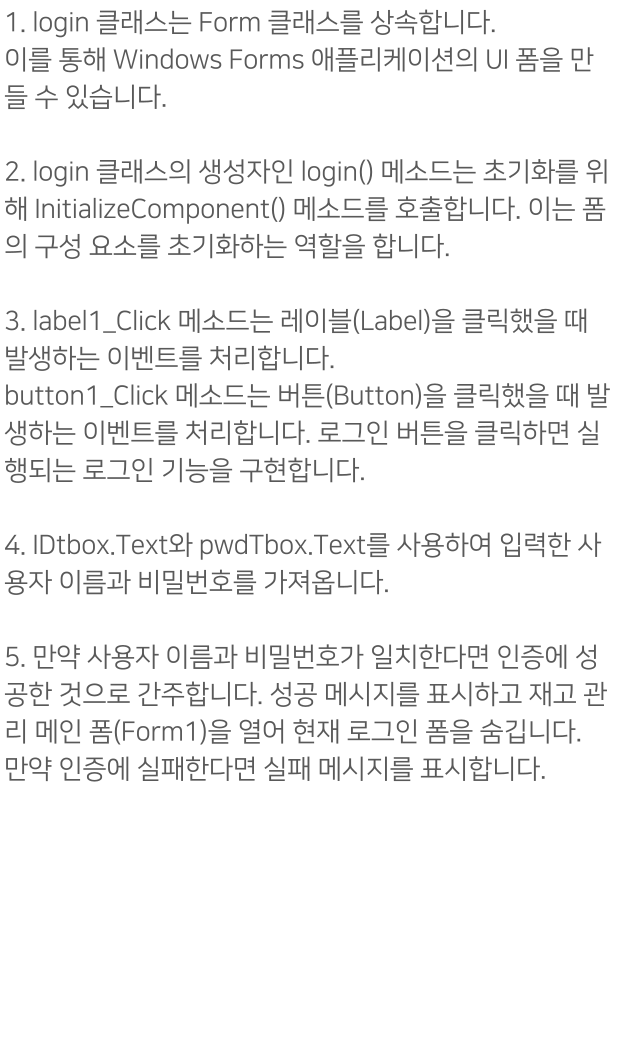 1. login 클래스는 Form 클래스를 상속합니다.
이를 통해 Windows Forms 애플리케이션의 UI 폼을 만
들 수 있습니다.
2. login 클래스의 생성자인 login() 메소드는 초기화를 위
해 InitializeComponent() 메소드를 호출합니다. 이는 폼
의 구성 요소를 초기화하는 역할을 합니다.
3. label1_Click 메소드는 레이블(Label)을 클릭했을 때
발생하는 이벤트를 처리합니다.
button1_Click 메소드는 버튼(Button)을 클릭했을 때 발
생하는 이벤트를 처리합니다. 로그인 버튼을 클릭하면 실
행되는 로그인 기능을 구현합니다.
4. IDtbox.Text와 pwdTbox.Text를 사용하여 입력한 사
용자 이름과 비밀번호를 가져옵니다.
5. 만약 사용자 이름과 비밀번호가 일치한다면 인증에 성
공한 것으로 간주합니다. 성공 메시지를 표시하고 재고 관
리 메인 폼(Form1)을 열어 현재 로그인 폼을 숨깁니다.
만약 인증에 실패한다면 실패 메시지를 표시합니다.